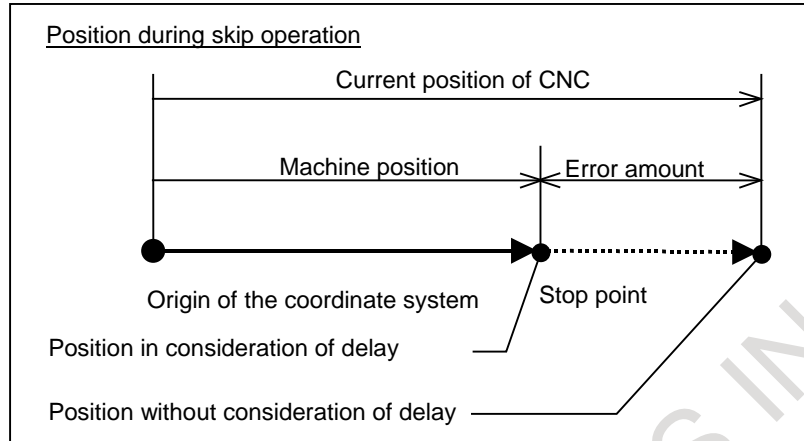 Position during skip operation
Current position of CNC
Machine position
Error amount
Origin of the coordinate system
Stop point
Position in consideration of delay
Position without consideration of delay
S IN